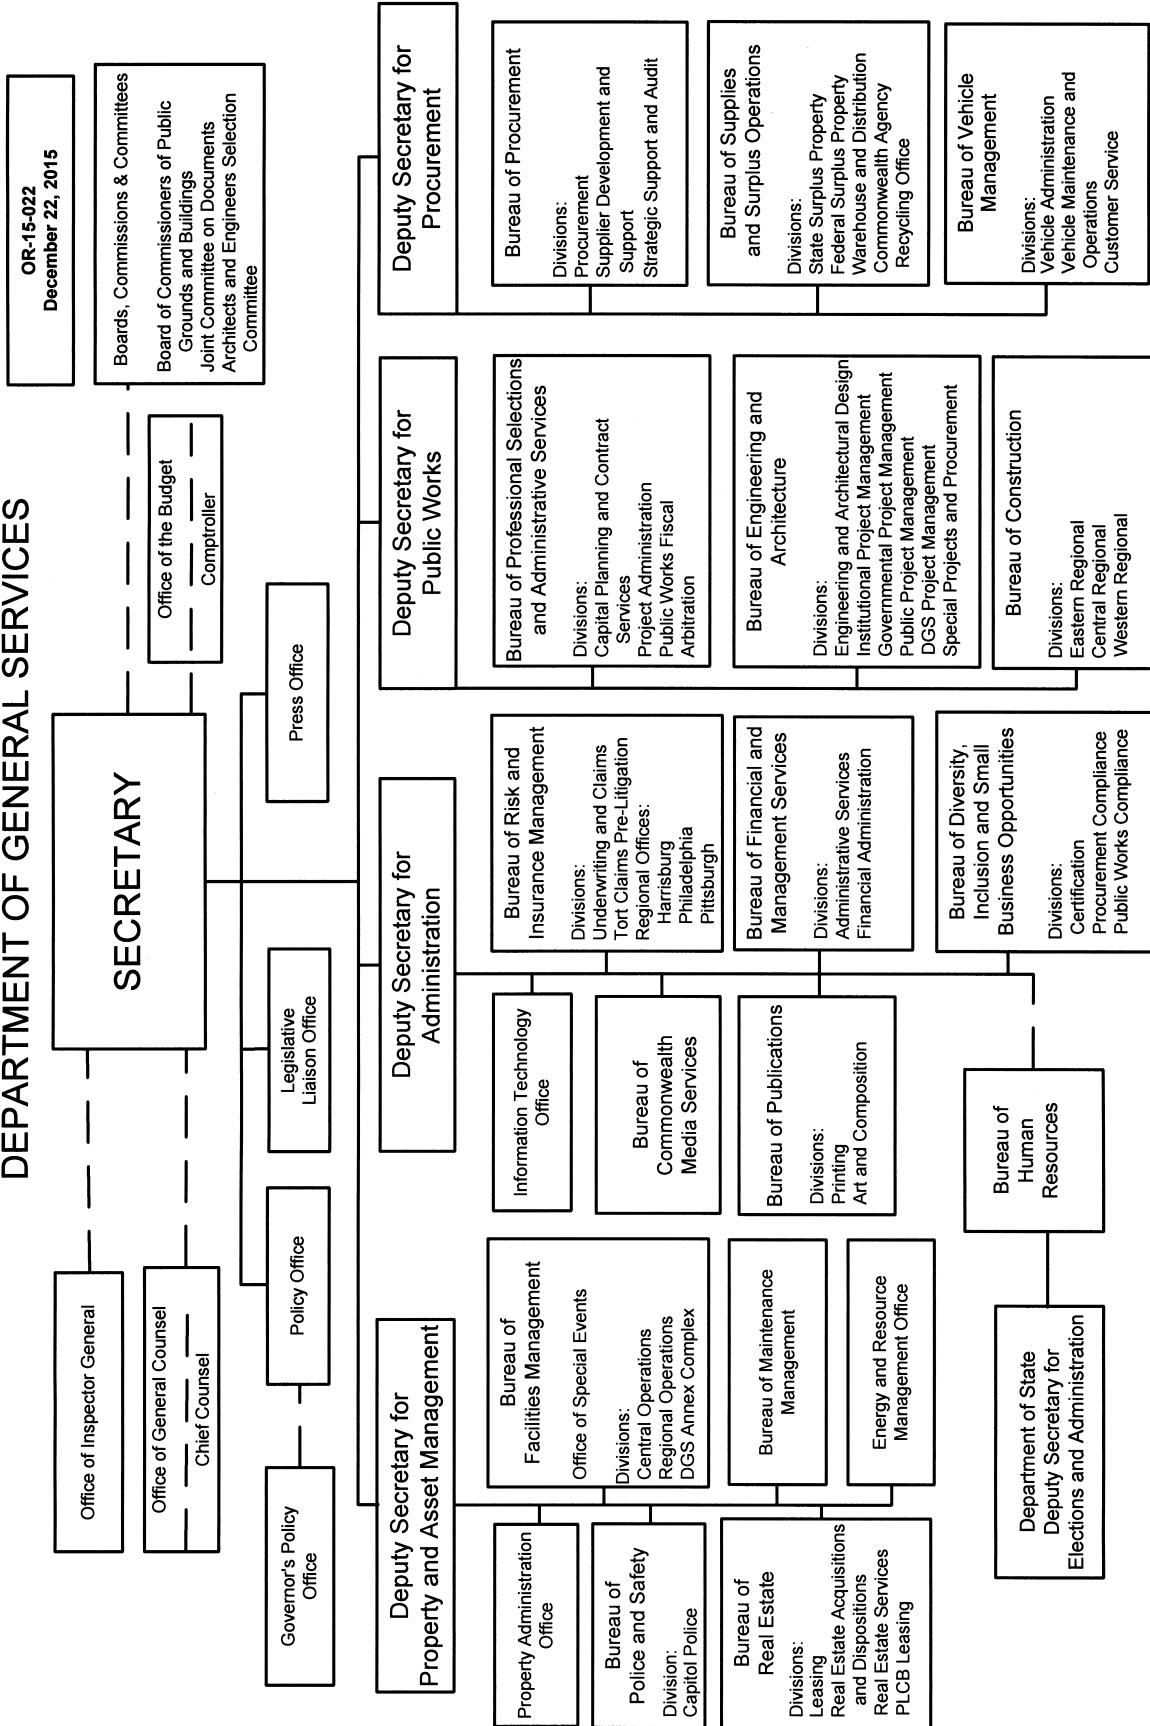 DEPARTMENT OF GENERAL SERVICES
OR-15-022
December 22, 2015
SECRETARY
Office of Inspector General
Office of General Counsel
Chief Counsel
Boards, Commissions & Committees
Board of Commissioners of Public
Grounds and Buildings
Joint Committee on Documents
Architects and Engineers Selection
Committee
Office of the Budget
Comptroller
Governor's Policy
Office
Policy Office
Legislative
Liaison Office
Press Office
Deputy Secretary for
Property and Asset Management
Property Administration
Office
Bureau of
Police and Safety
Division:
Capitol Police
Bureau of
Real Estate
Divisions:
Leasing
Real Estate Acquisitions
and Dispositions
Real Estate Services
PLCB Leasing
Bureau of
Facilities Management
Office of Special Events
Divisions:
Central Operations
Regional Operations
DGS Annex Complex
Bureau of Maintenance
Management
Energy and Resource
Management Office
Deputy Secretary for
Administration
Information Technology
Office
Bureau of
Commonwealth
Media Services
Bureau of Publications
Divisions:
Printing
Art and Composition
Bureau of Risk and
Insurance Management
Divisions:
Underwriting and Claims
Tort Claims Pre-Litigation
Regional Offices:
Harrisburg
Philadelphia
Pittsburgh
Bureau of Financial and
Management Services
Divisions:
Administrative Services
Financial Administration
Bureau of Diversity,
Inclusion and Small
Business Opportunities
Divisions:
Certification
Procurement Compliance
Public Works Compliance
Bureau of
Human
Resources
Department of State
Deputy Secretary for
Elections and Administration
Deputy Secretary for
Public Works
Bureau of Professional Selections
and Administrative Services
Divisions:
Capital Planning and Contract
Services
Project Administration
Public Works Fiscal
Arbitration
Bureau of Engineering and
Architecture
Divisions:
Engineering and Architectural Design
Institutional Project Management
Governmental Project Management
Public Project Management
DGS Project Management
Special Projects and Procurement
Bureau of Construction
Divisions:
Eastern Regional
Central Regional
Western Regional
Deputy Secretary for
Procurement
Bureau of Procurement
Divisions:
Procurement
Supplier Development and
Support
Strategic Support and Audit
Bureau of Supplies
and Surplus Operations
Divisions:
State Surplus Property
Federal Surplus Property
Warehouse and Distribution
Commonwealth Agency
Recycling Office
Bureau of Vehicle
Management
Divisions:
Vehicle Administration
Vehicle Maintenance and
Operations
Customer Service